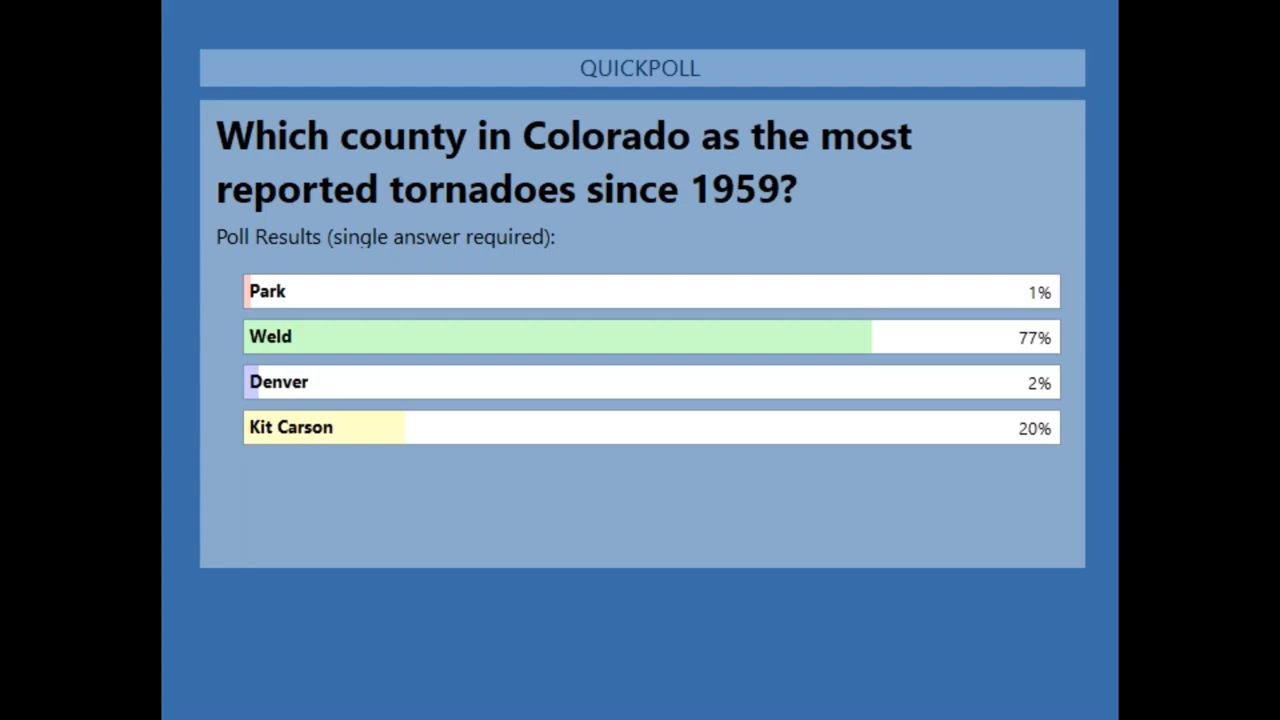 QUICKPOLL
Which county in Colorado as the most
reported tornadoes since 1959?
Poll Results (single answer required):
Park 1%
Weld 77%
Denver 2%
Kit Carson 20%